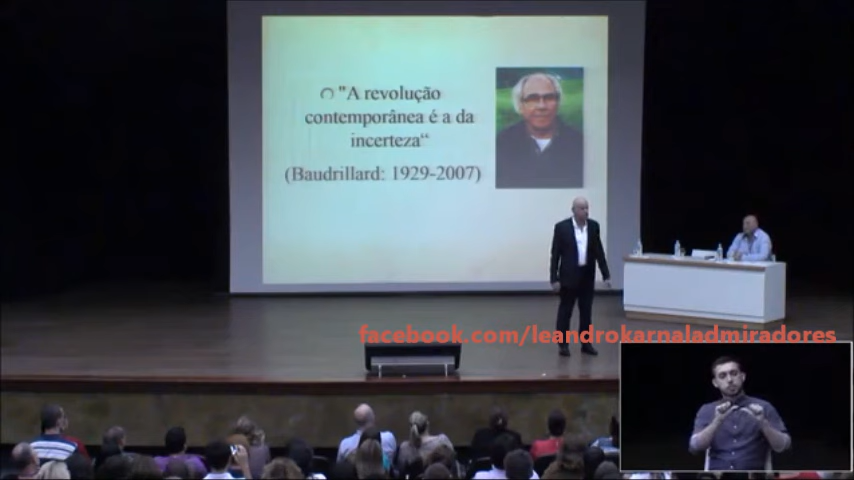 "A revolução
contemporânea é a da
incerteza“
(Baudrillard: 1929-2007)
facebook.com/leandrokarnaladmiradores